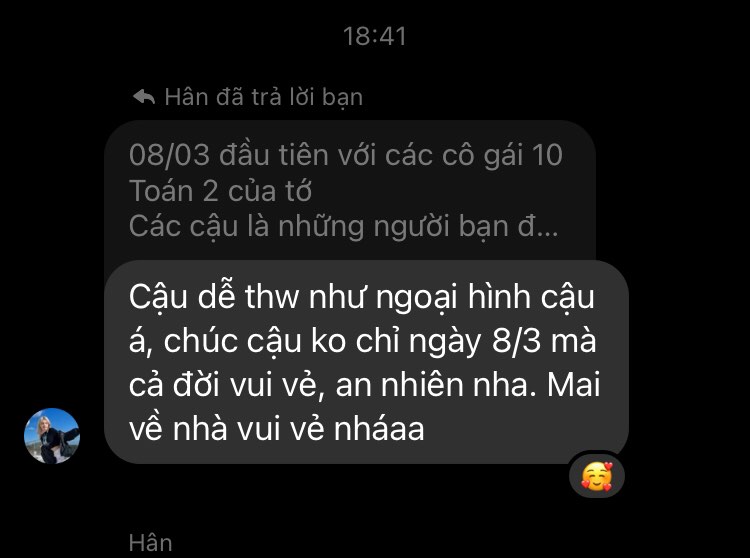 18:41
Hân đã trả lời bạn
08/03 đầu tiên với các cô gái 10
Toán 2 của tớ
Các cậu là những người bạn đ...
Cậu dễ thw như ngoại hình cậu
á, chúc cậu ko chỉ ngày 8/3 mà
cả đời vui vẻ, an nhiên nha. Mai
về nhà vui vẻ nháaa
Hân